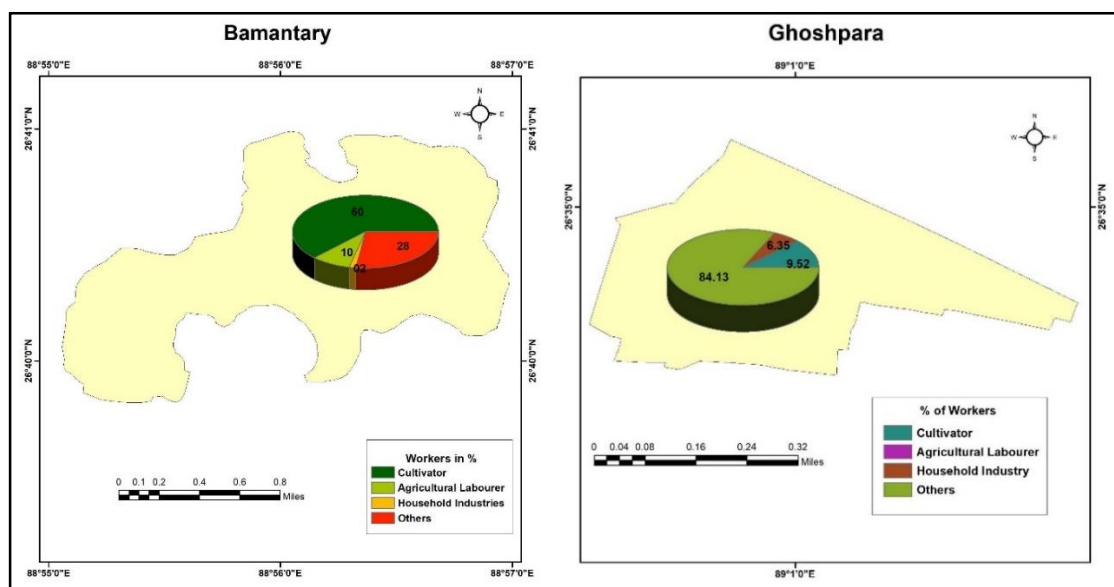 Bamantary
88°55'0"E
88°56'0"E
88°57'0"E
26°41'0"N
26°41'0"N
26°40'0"N
26°40'0"N
N
W
E
S
60
10
02
28
Workers in %
Cultivator
Agricultural Labourer
Household Industries
Others
0 0.1 0.2 0.4 0.6 0.8
Miles
88°55'0"E
88°56'0"E
88°57'0"E
Ghoshpara
89°1'0"E
N
W
E
S
26°35'0"N
26°35'0"N
6.35
9.52
84.13
% of Workers
Cultivator
Agricultural Labourer
Household Industry
Others
0 0.04 0.08 0.16 0.24 0.32
Miles
89°1'0"E